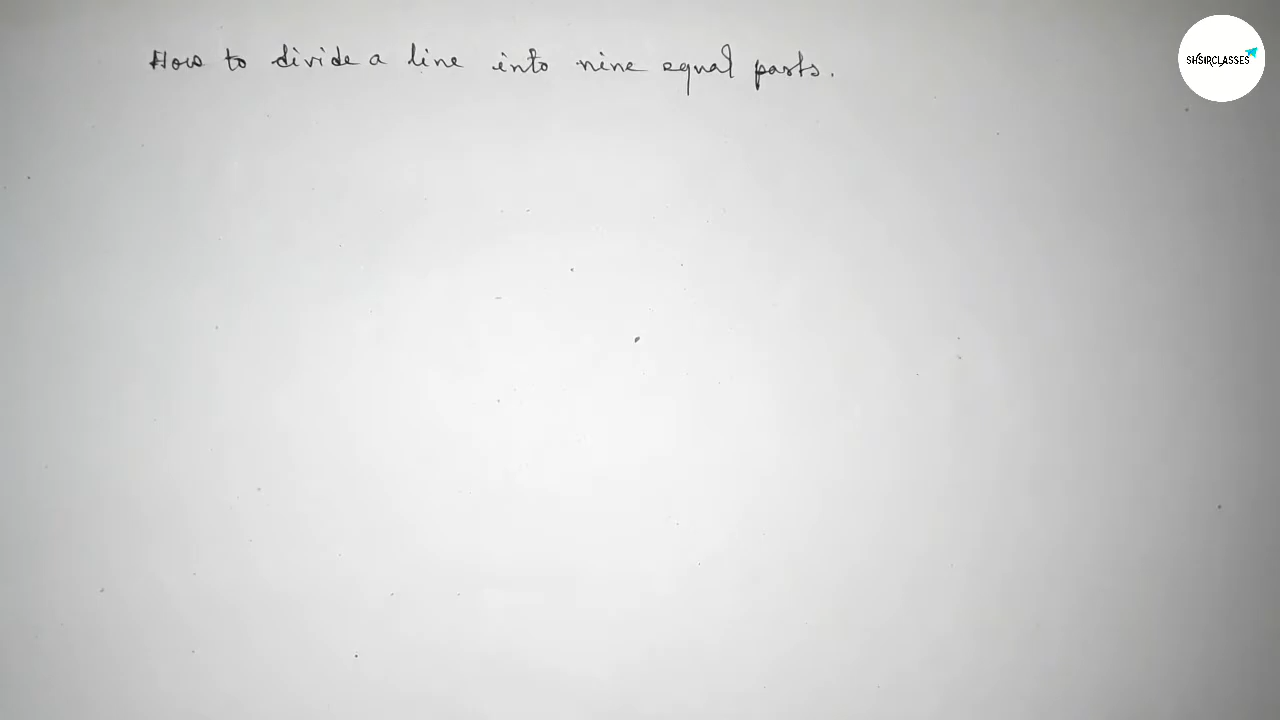 How to divide a line into nine equal parts.
SHSIRCLASSES